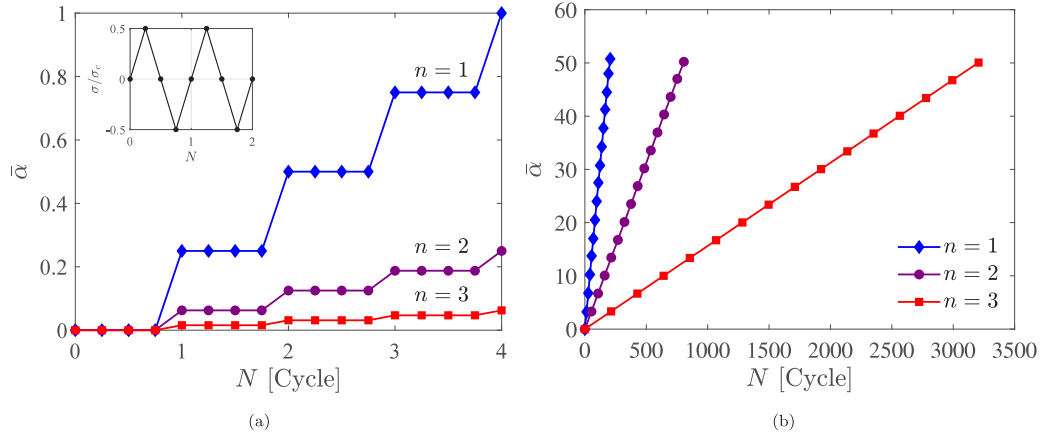 1
0.8
0.6
0.4
0.2
0
ᾱ
0 1 2 3 4
N [Cycle]
0.5
0
-0.5
σ/σc
0 1 2
N
n = 1
n = 2
n = 3
(a)
60
50
40
30
20
10
0
ᾱ
0 500 1000 1500 2000 2500 3000 3500
N [Cycle]
n = 1
n = 2
n = 3
(b)